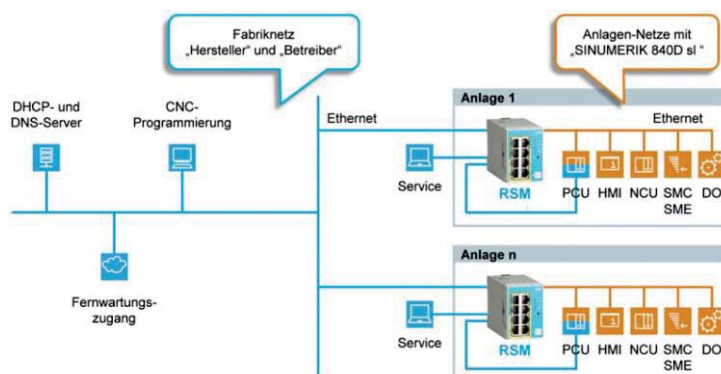 Fabriknetz
„Hersteller“ und „Betreiber“
Anlagen-Netze mit
„SINUMERIK 840D sl “
DHCP- und
DNS-Server
CNC-
Programmierung
Fernwartungs-
zugang
Ethernet
Anlage 1
Ethernet
Service
RSM
PCU
HMI
NCU
SMC
SME
DO
Anlage n
Service
RSM
PCU
HMI
NCU
SMC
SME
DO